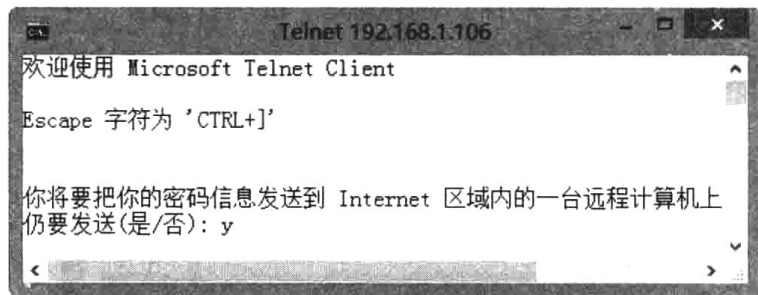 Telnet 192.168.1.106
欢迎使用 Microsoft Telnet Client
Escape 字符为 'CTRL+]'
你将要把你的密码信息发送到 Internet 区域内的一台远程计算机上
仍要发送(是/否): y